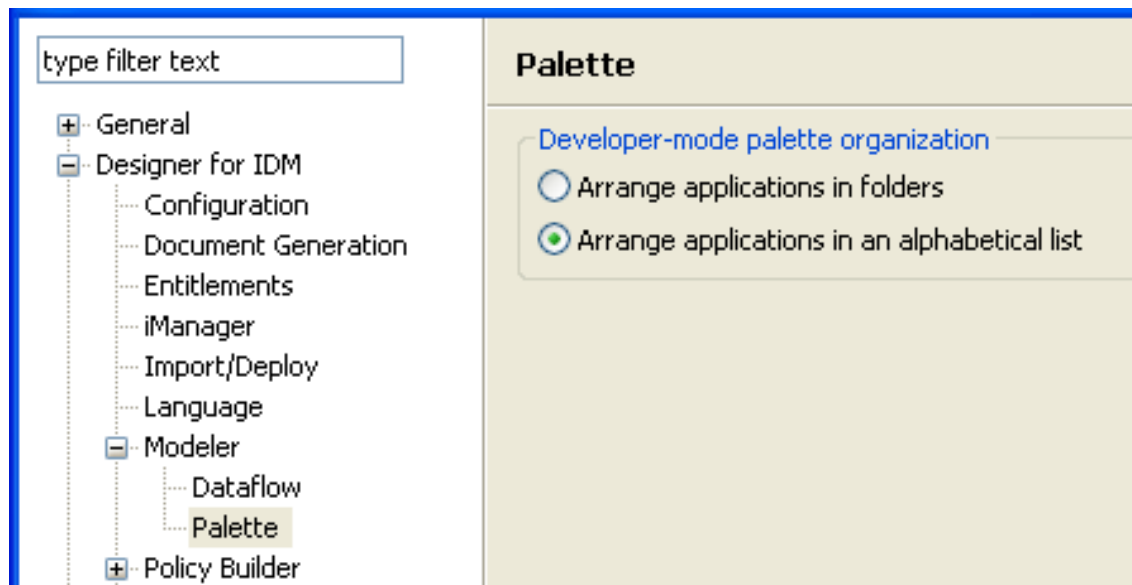 type filter text
General
Designer for IDM
Configuration
Document Generation
Entitlements
iManager
Import/Deploy
Language
Modeler
Dataflow
Palette
Policy Builder
Palette
Developer-mode palette organization
Arrange applications in folders
Arrange applications in an alphabetical list